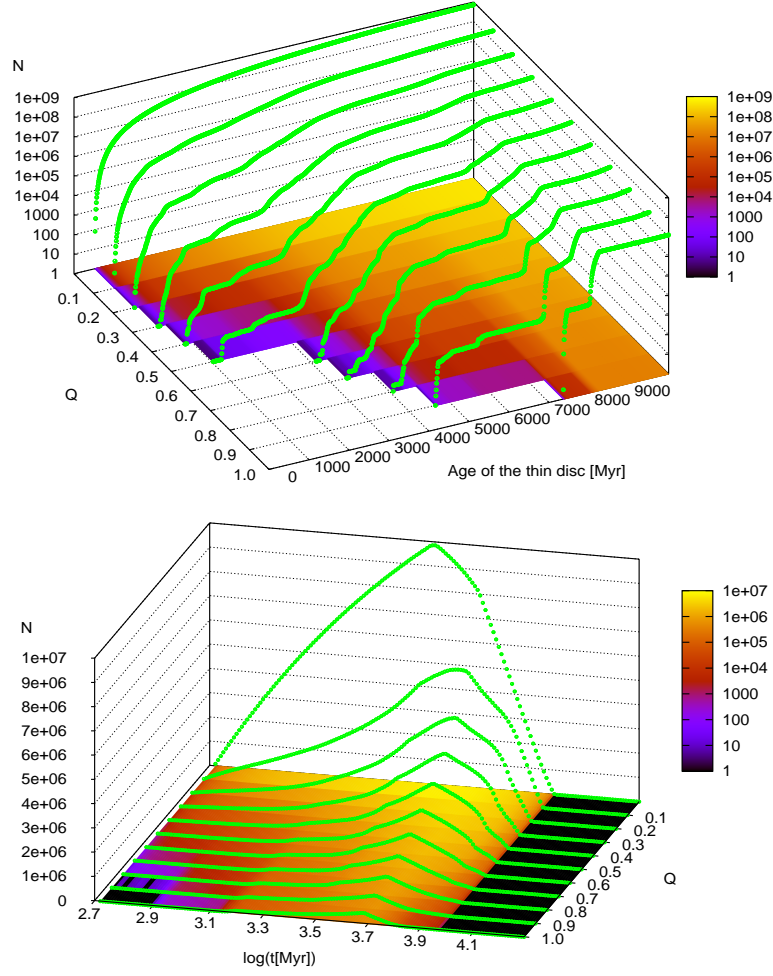 N
1e+09
1e+08
1e+07
1e+06
1e+05
1e+04
1000
100
10
1
0.1
0.2
0.3
0.4
0.5
0.6
0.7
0.8
0.9
1.0
Q
0
1000
2000
3000
4000
5000
6000
7000
8000
9000
Age of the thin disc [Myr]
1e+09
1e+08
1e+07
1e+06
1e+05
1e+04
1000
100
10
1
N
1e+07
9e+06
8e+06
7e+06
6e+06
5e+06
4e+06
3e+06
2e+06
1e+06
0
2.7
2.9
3.1
3.3
3.5
3.7
3.9
4.1
log(t[Myr])
0.1
0.2
0.3
0.4
0.5
0.6
0.7
0.8
0.9
1.0
Q
1e+07
1e+06
1e+05
1e+04
1000
100
10
1